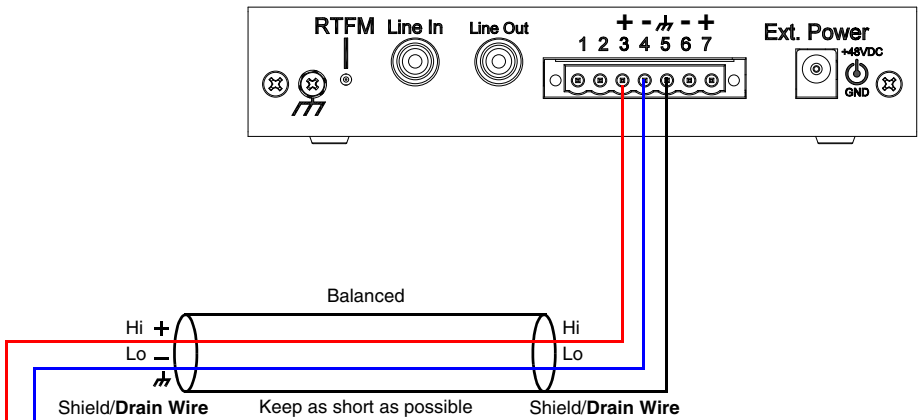 RTFM Line In Line Out + - - + Ext. Power
1 2 3 4 5 6 7 +48VDC
GND
Balanced
Hi + Hi
Lo - Lo
Shield/Drain Wire Keep as short as possible Shield/Drain Wire